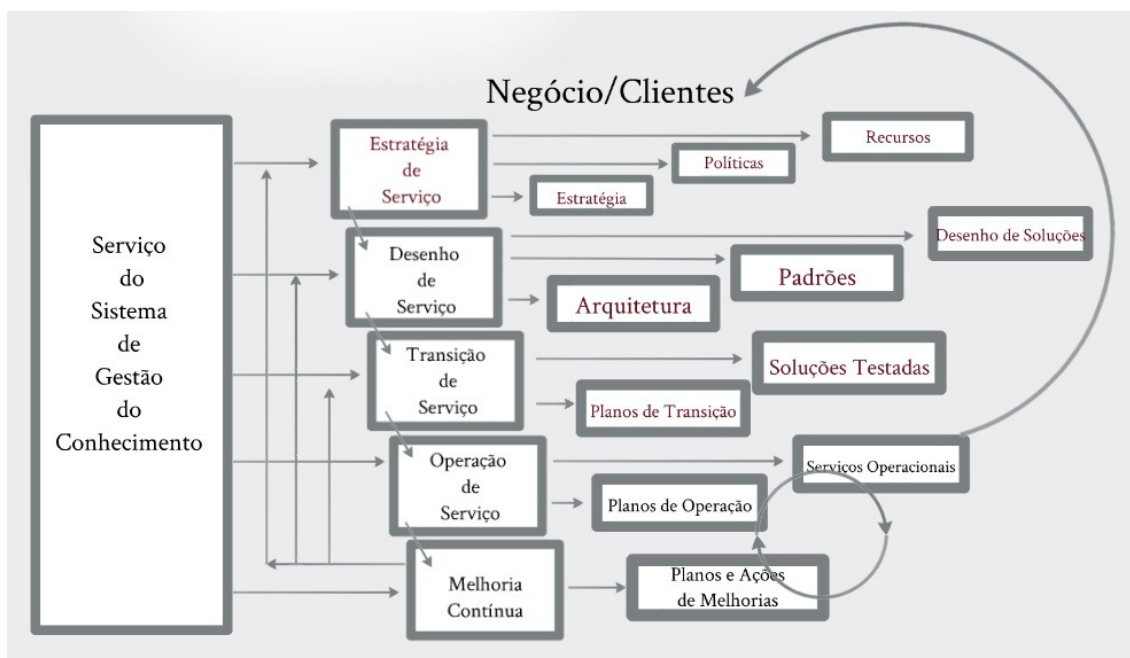 Negócio/Clientes
Serviço
do
Sistema
de
Gestão
do
Conhecimento
Estratégia
de
Serviço
Recursos
Políticas
Estratégia
Desenho
de
Serviço
Desenho de Soluções
Padrões
Arquitetura
Transição
de
Serviço
Soluções Testadas
Planos de Transição
Operação
de
Serviço
Serviços Operacionais
Planos de Operação
Melhoria
Contínua
Planos e Ações
de Melhorias